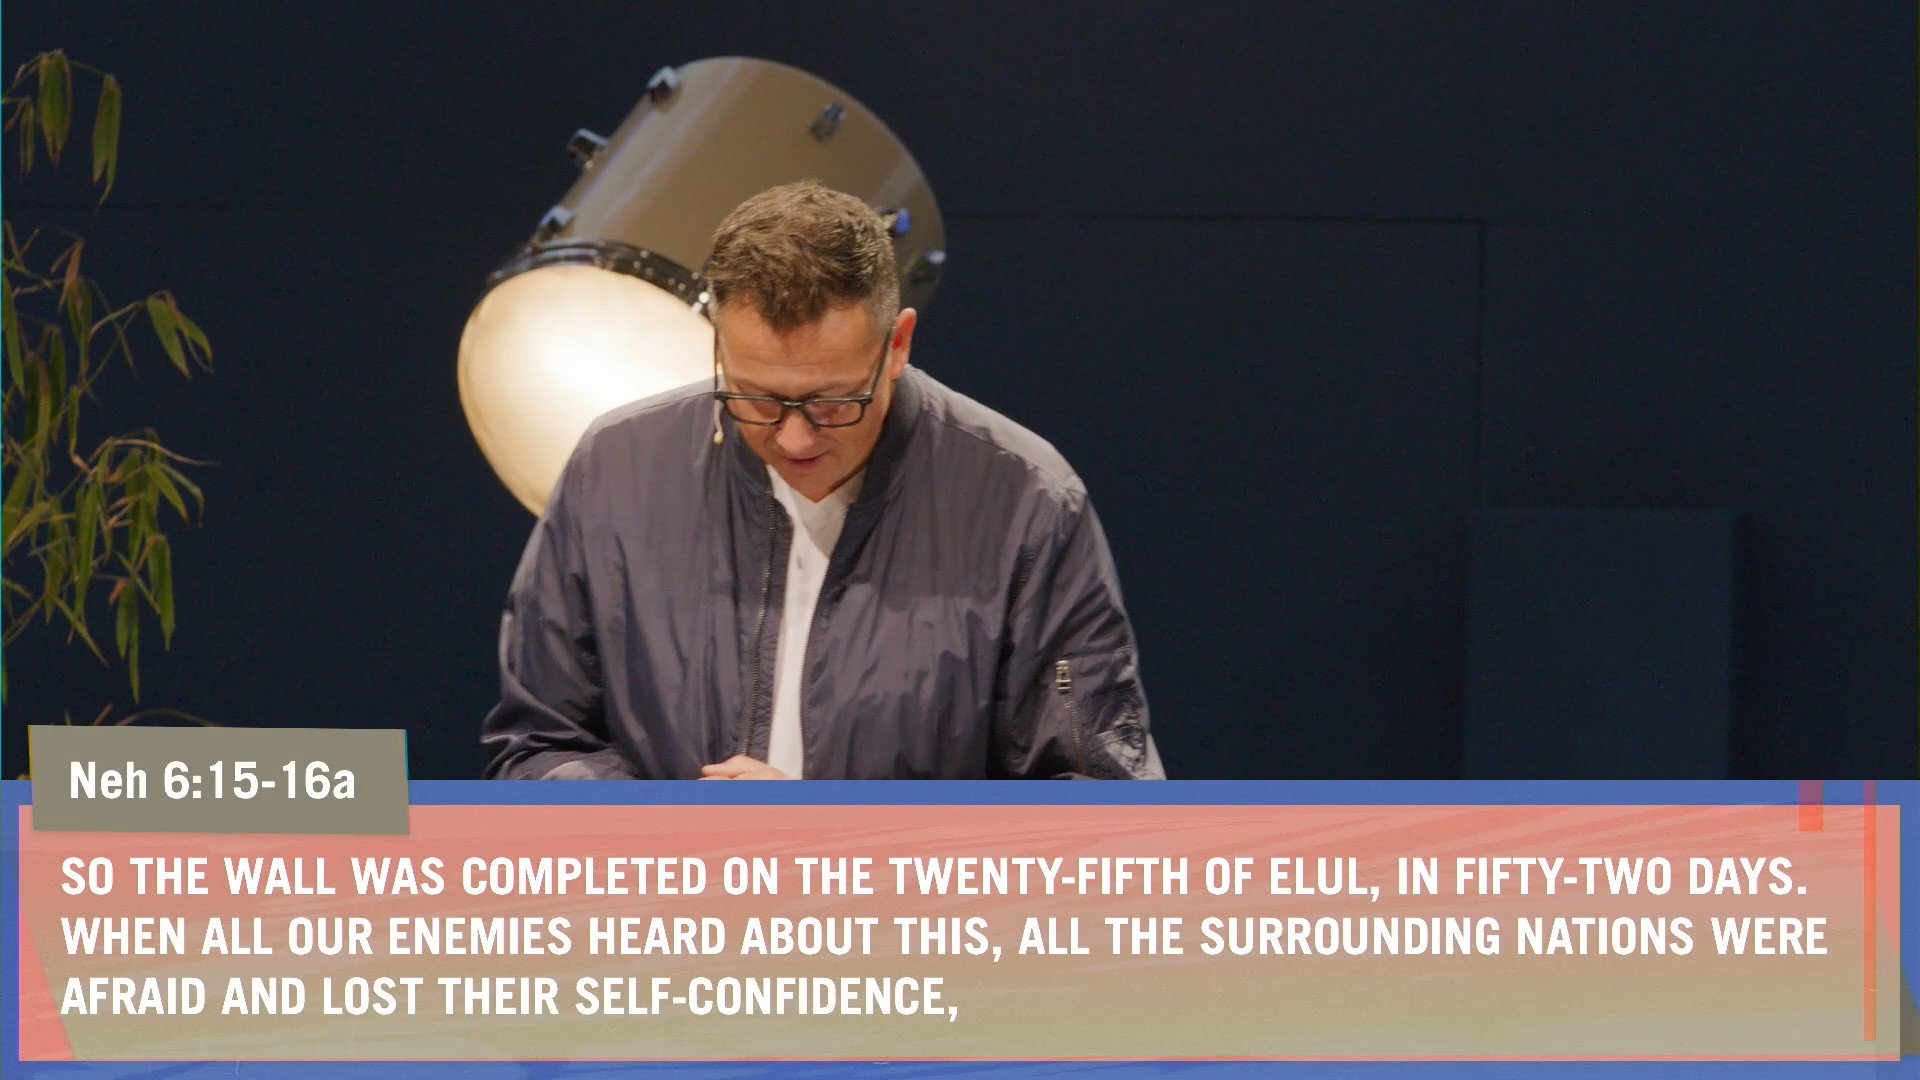 Neh 6:15-16a
SO THE WALL WAS COMPLETED ON THE TWENTY-FIFTH OF ELUL, IN FIFTY-TWO DAYS.
WHEN ALL OUR ENEMIES HEARD ABOUT THIS, ALL THE SURROUNDING NATIONS WERE
AFRAID AND LOST THEIR SELF-CONFIDENCE,